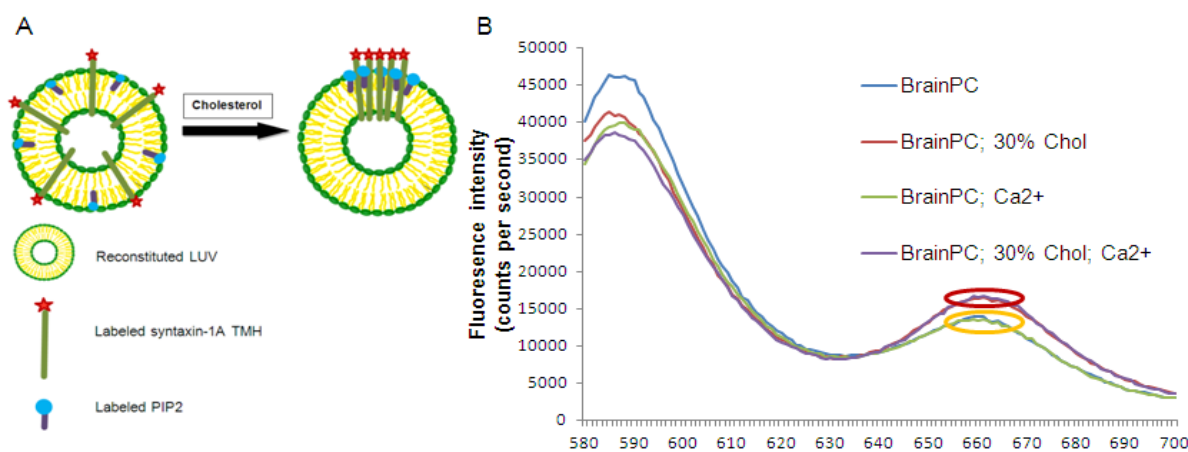 A
Cholesterol
Reconstituted LUV
Labeled syntaxin-1A TMH
Labeled PIP2
B
Fluoresence intensity
(counts per second)
50000
45000
40000
35000
30000
25000
20000
15000
10000
5000
0
580 590 600 610 620 630 640 650 660 670 680 690 700
BrainPC
BrainPC; 30% Chol
BrainPC; Ca2+
BrainPC; 30% Chol; Ca2+